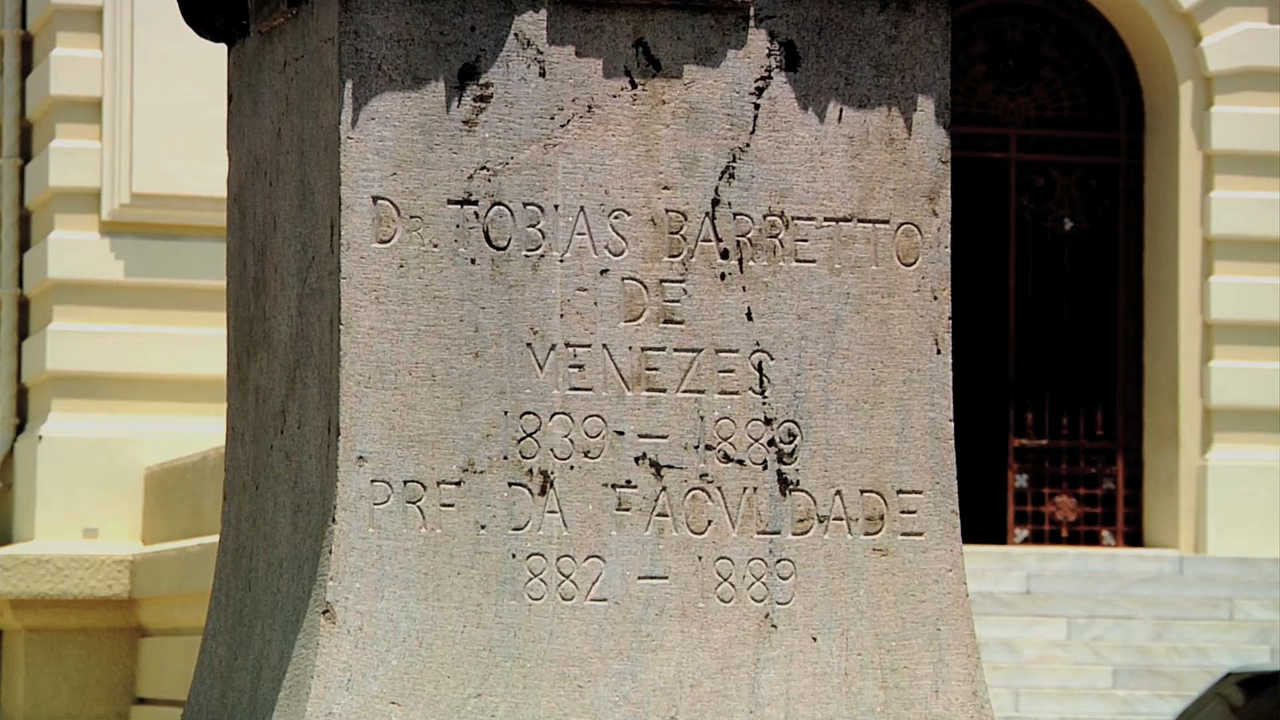 DR. TOBIAS BARRETTO
DE
MENEZES
1839 – 1889
PRF. DA FACVLDADE
1882 – 1889